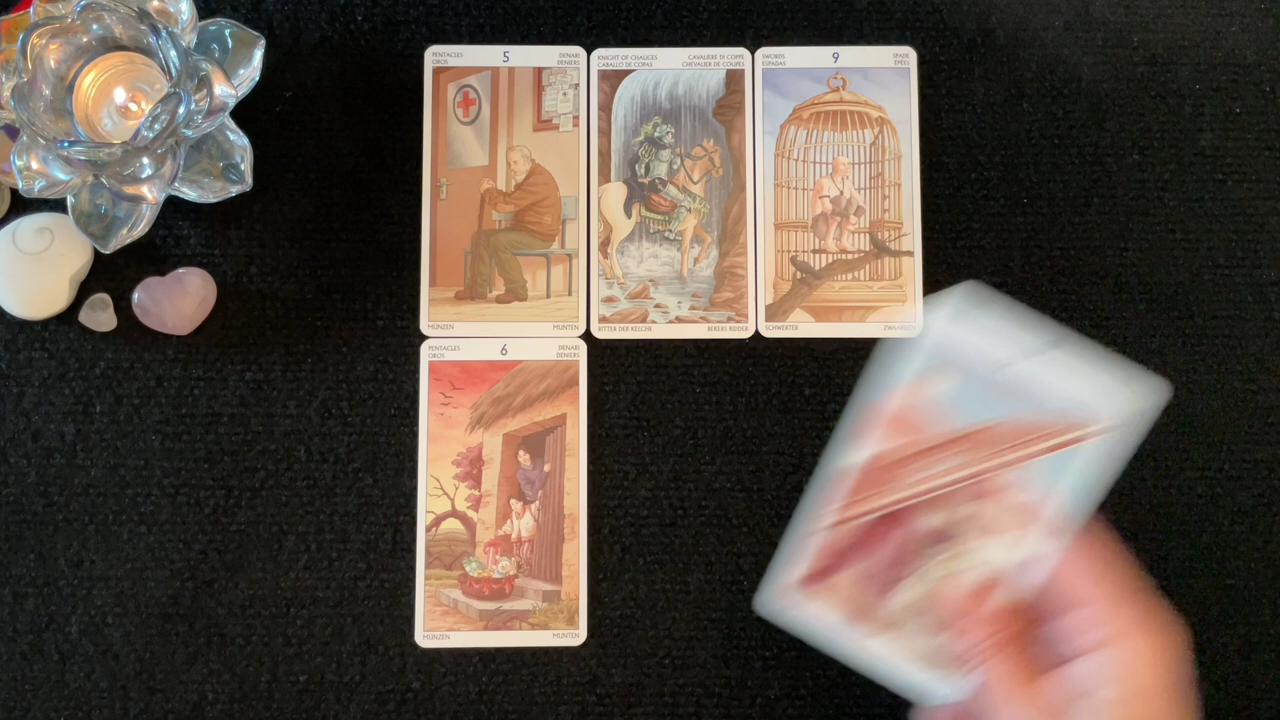 PENTACLES 5 DENARI
OROS DENIERS
MÜNZEN MUNTEN
KNIGHT OF CHALICES CAVALIERE DI COPPE
CABALLO DE COPAS CHEVALIER DE COUPES
RITTER DER KELCHE BEKERS RIDDER
SWORDS 9 SPADE
ESPADAS ÉPÉES
SCHWERTER ZWAARDEN
PENTACLES 6 DENARI
OROS DENIERS
MÜNZEN MUNTEN